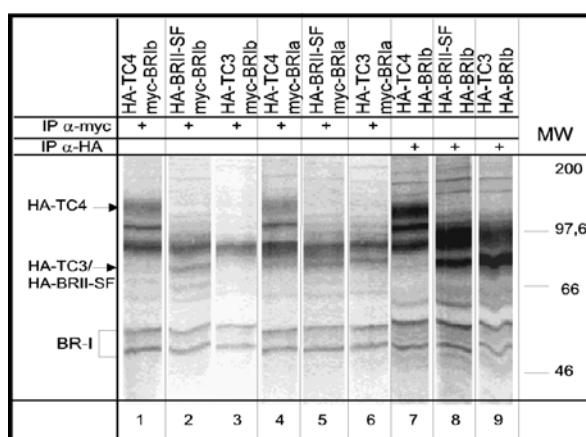 HA-TC4 myc-BRIb
HA-BRII-SF myc-BRIb
HA-TC3 myc-BRIb
HA-TC4 myc-BRIa
HA-BRII-SF myc-BRIa
HA-TC3 myc-BRIa
HA-TC4 HA-BRIb
HA-BRII-SF HA-BRIb
HA-TC3 HA-BRIb
IP α-myc + + + + + +
IP α-HA + + +
MW
200
HA-TC4
97,6
HA-TC3/
HA-BRII-SF
66
BR-I
46
1 2 3 4 5 6 7 8 9